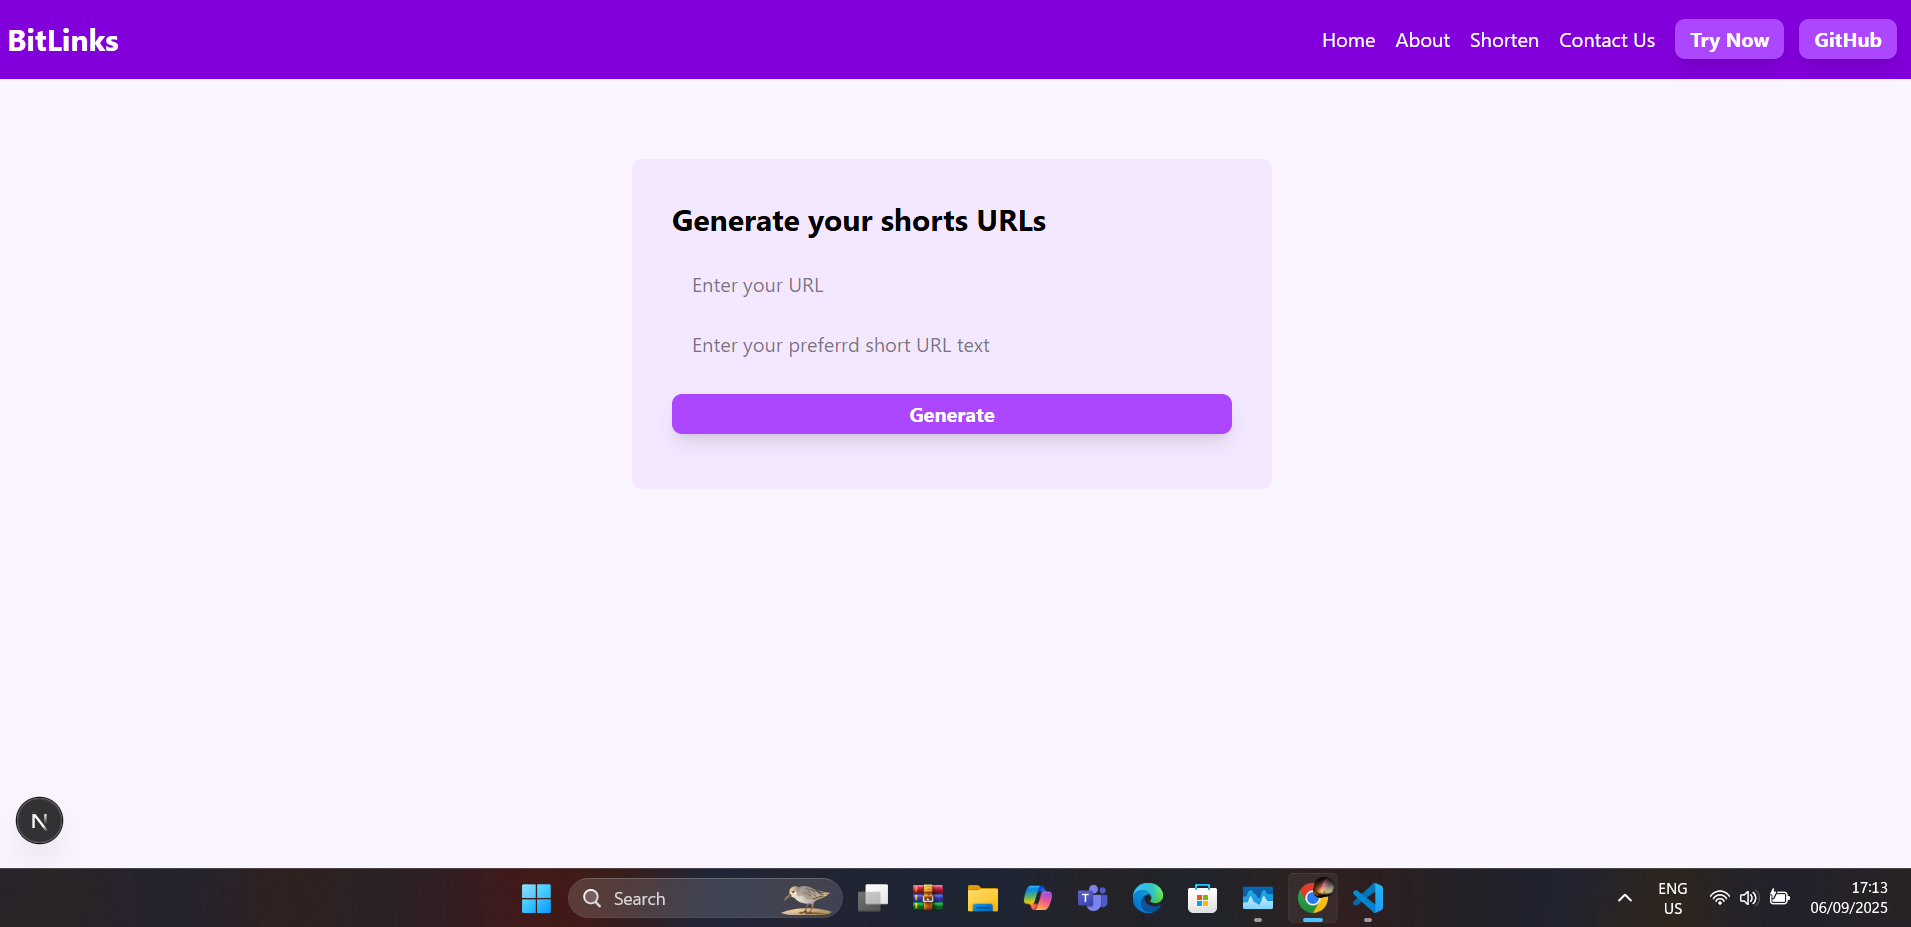 BitLinks
Home About Shorten Contact Us Try Now GitHub
Generate your shorts URLs
Enter your URL
Enter your preferrd short URL text
Generate
N
Search
ENG
US
17:13
06/09/2025